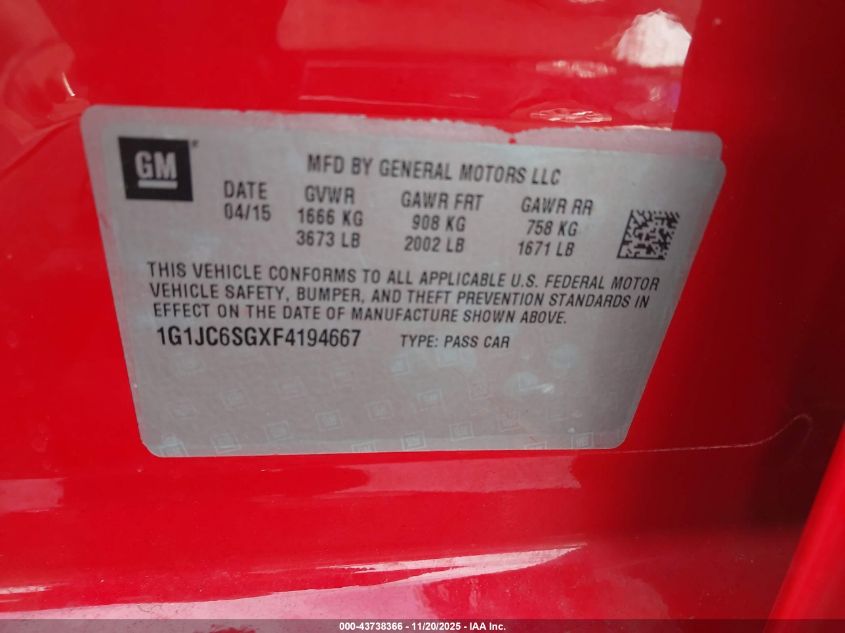 GM
MFD BY GENERAL MOTORS LLC
DATE GVWR GAWR FRT GAWR RR
04/15 1666 KG 908 KG 758 KG
3673 LB 2002 LB 1671 LB
THIS VEHICLE CONFORMS TO ALL APPLICABLE U.S. FEDERAL MOTOR
VEHICLE SAFETY, BUMPER, AND THEFT PREVENTION STANDARDS IN
EFFECT ON THE DATE OF MANUFACTURE SHOWN ABOVE.
1G1JC6SGXF4194667 TYPE: PASS CAR
000-43738366 - 11/20/2025 - IAA Inc.